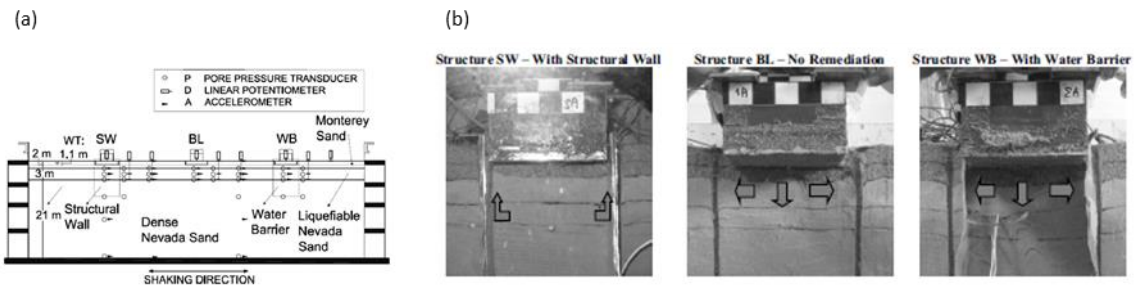 (a)
(b)
P PORE PRESSURE TRANSDUCER
D LINEAR POTENTIOMETER
A ACCELEROMETER
Monterey
Sand
WT:
SW
BL
WB
2 m
1,1 m
3 m
21 m
Structural
Wall
Dense
Nevada Sand
Water
Barrier
Liquefiable
Nevada
Sand
SHAKING DIRECTION
Structure SW – With Structural Wall
Structure BL – No Remediation
Structure WB – With Water Barrier